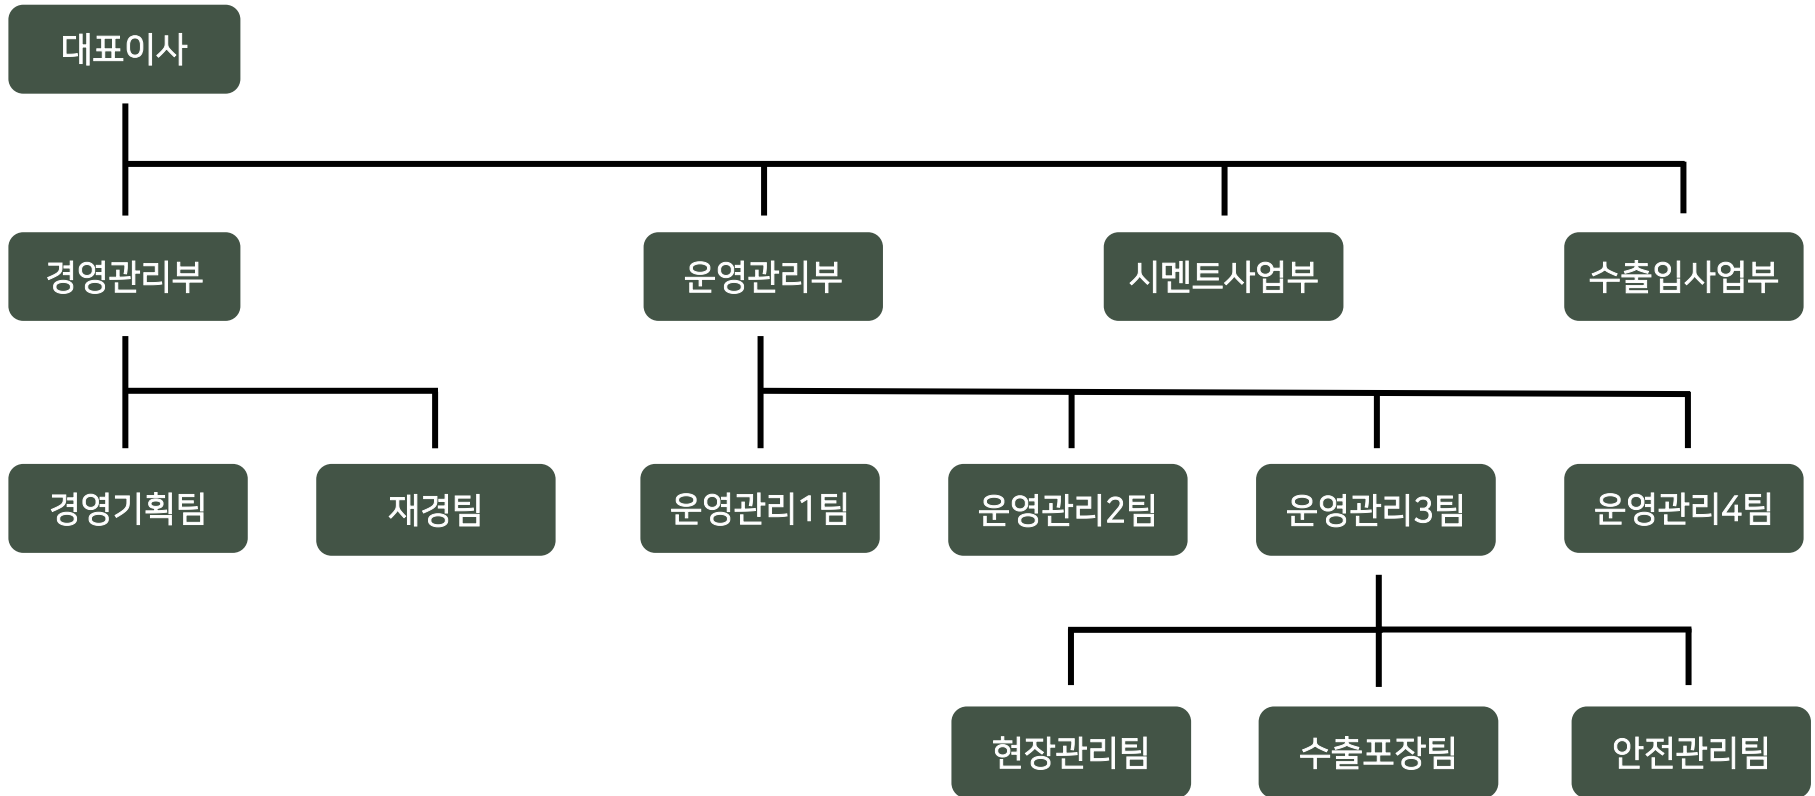 대표이사
경영관리부
운영관리부
시멘트사업부
수출입사업부
경영기획팀
재경팀
운영관리1팀
운영관리2팀
운영관리3팀
운영관리4팀
현장관리팀
수출포장팀
안전관리팀